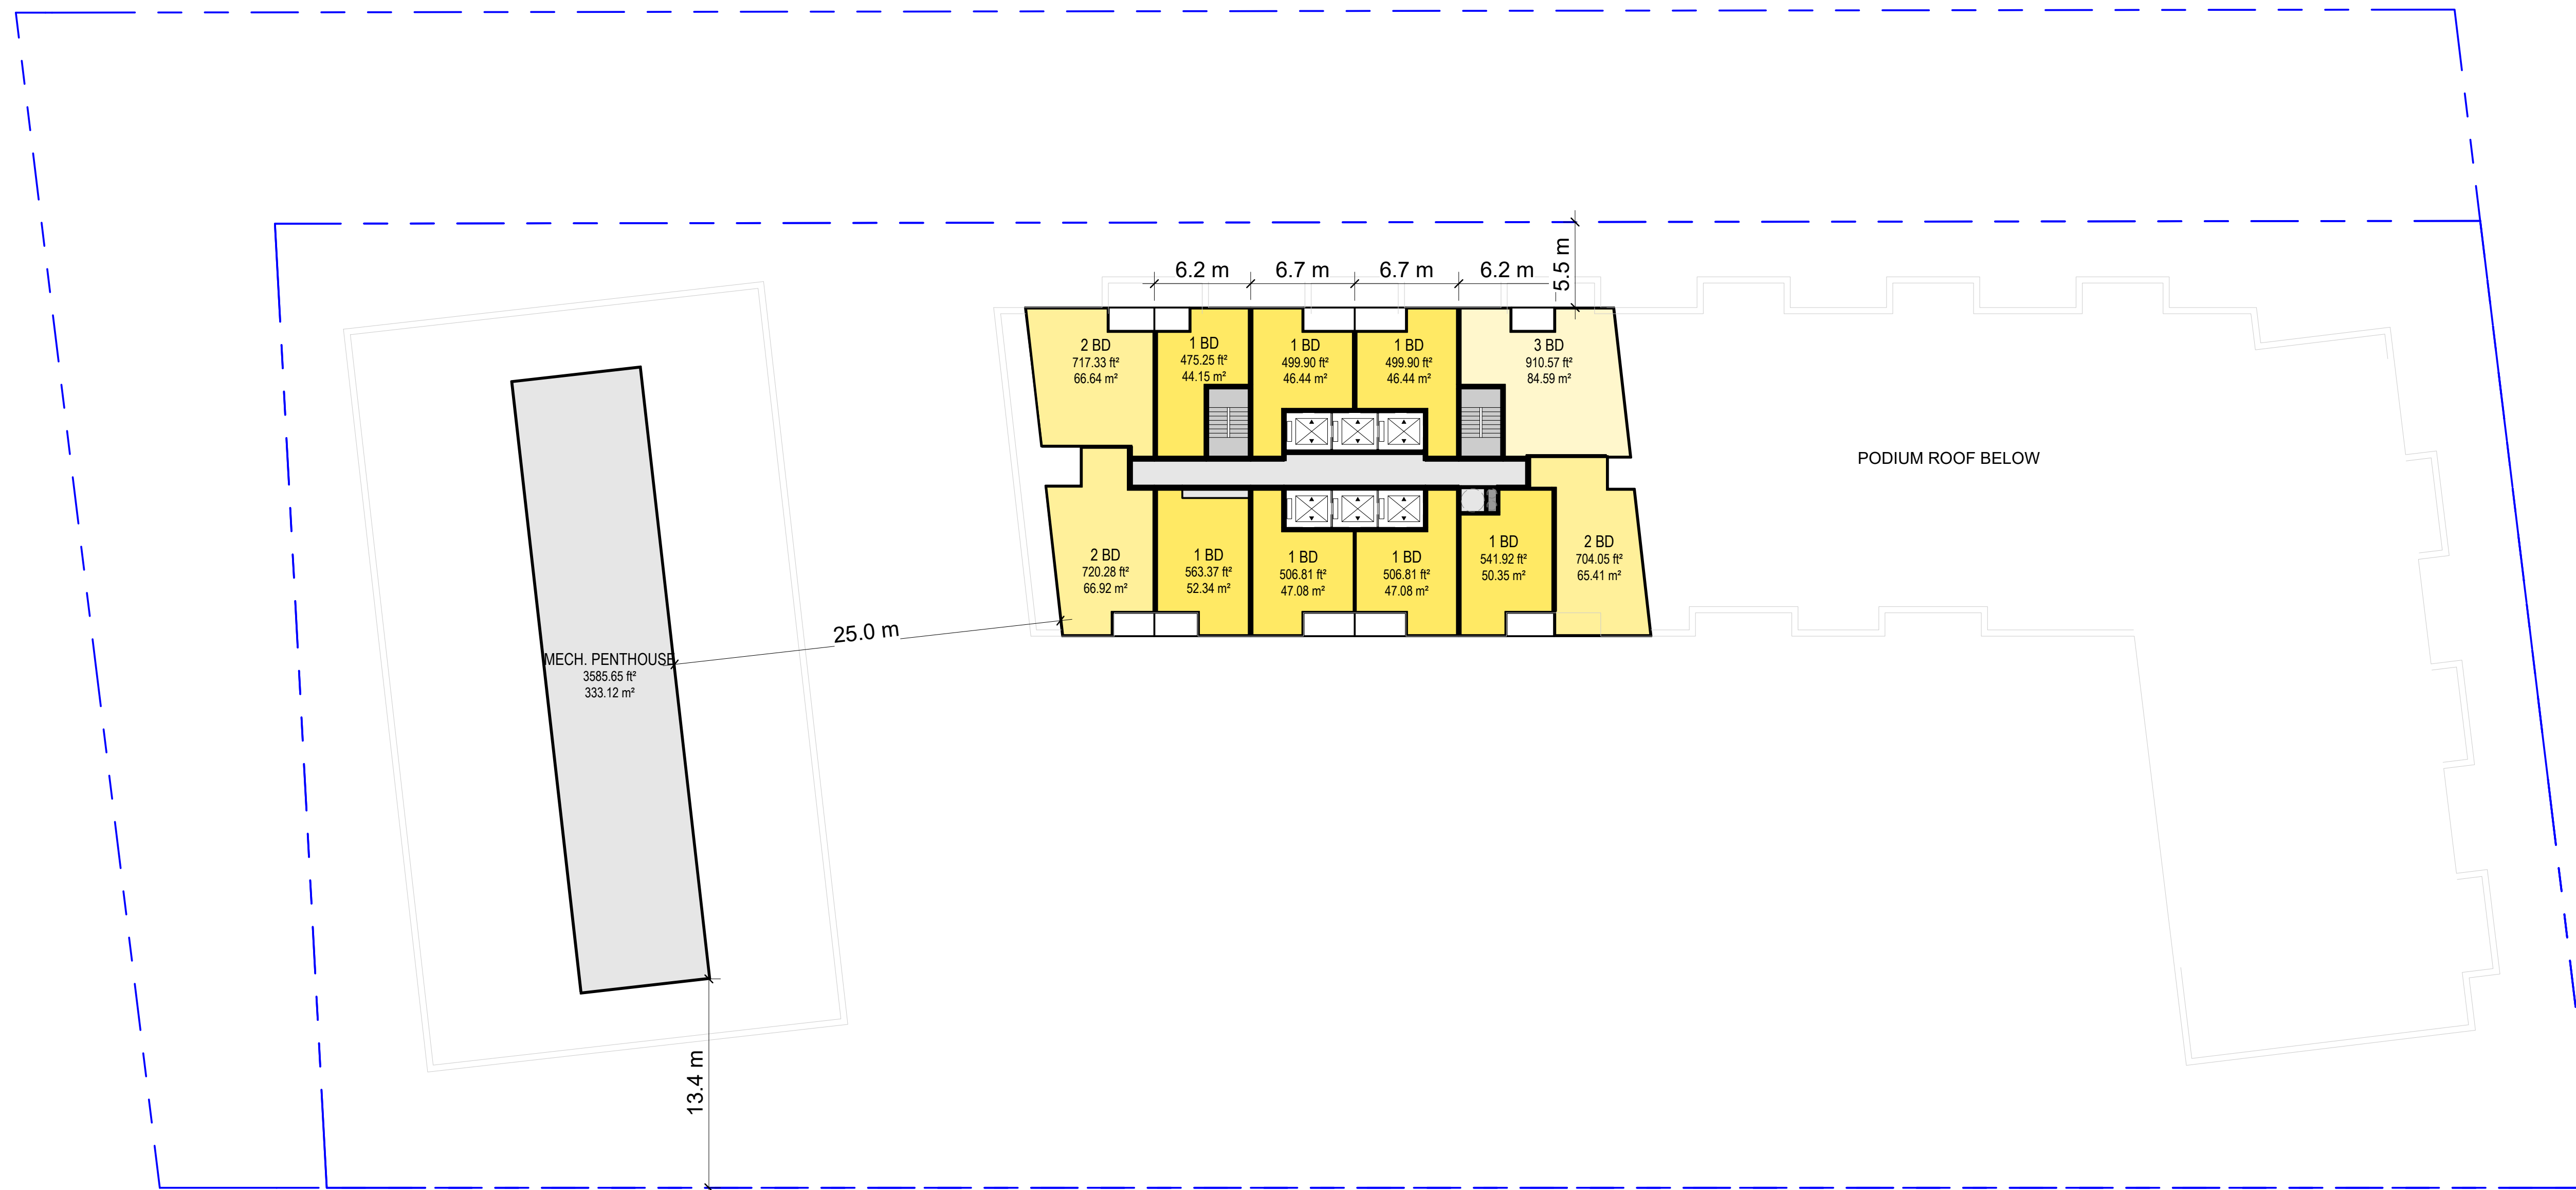 6.2 m
6.7 m
6.7 m
6.2 m
5.5 m
2 BD
717.33 ft²
66.64 m²
1 BD
475.25 ft²
44.15 m²
1 BD
499.90 ft²
46.44 m²
1 BD
499.90 ft²
46.44 m²
3 BD
910.57 ft²
84.59 m²
PODIUM ROOF BELOW
2 BD
720.28 ft²
66.92 m²
1 BD
563.37 ft²
52.34 m²
1 BD
506.81 ft²
47.08 m²
1 BD
506.81 ft²
47.08 m²
1 BD
541.92 ft²
50.35 m²
2 BD
704.05 ft²
65.41 m²
25.0 m
MECH. PENTHOUSE
3585.65 ft²
333.12 m²
13.4 m